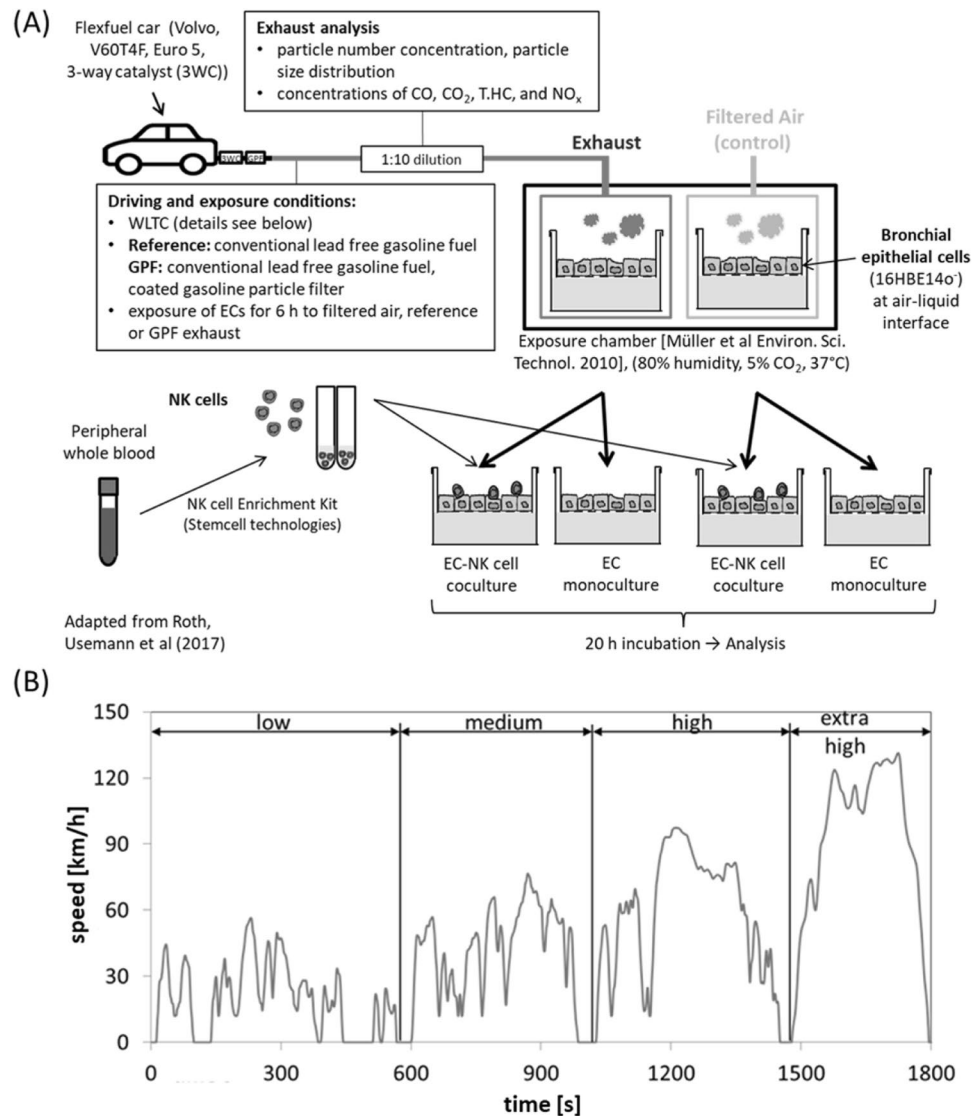 (A)
Flexfuel car (Volvo,
V60T4F, Euro 5,
3-way catalyst (3WC))
Exhaust analysis
• particle number concentration, particle
size distribution
• concentrations of CO, CO₂, T.HC, and NOₓ
3WC GPF
1:10 dilution
Exhaust
Filtered Air
(control)
Driving and exposure conditions:
• WLTC (details see below)
• Reference: conventional lead free gasoline fuel
GPF: conventional lead free gasoline fuel,
coated gasoline particle filter
• exposure of ECs for 6 h to filtered air, reference
or GPF exhaust
Bronchial
epithelial cells
(16HBE14o⁻)
at air-liquid
interface
Exposure chamber [Müller et al Environ. Sci.
Technol. 2010], (80% humidity, 5% CO₂, 37°C)
NK cells
Peripheral
whole blood
NK cell Enrichment Kit
(Stemcell technologies)
EC-NK cell
coculture
EC
monoculture
EC-NK cell
coculture
EC
monoculture
Adapted from Roth,
Usemann et al (2017)
20 h incubation → Analysis
(B)
150
120
90
60
30
0
speed [km/h]
low
medium
high
extra
high
0
300
600
900
1200
1500
1800
time [s]